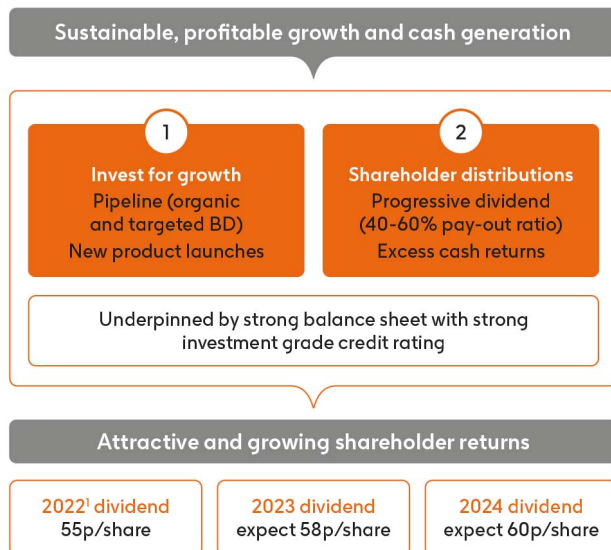 Sustainable, profitable growth and cash generation
1
Invest for growth
Pipeline (organic
and targeted BD)
New product launches
2
Shareholder distributions
Progressive dividend
(40-60% pay-out ratio)
Excess cash returns
Underpinned by strong balance sheet with strong
investment grade credit rating
Attractive and growing shareholder returns
2022¹ dividend
55p/share
2023 dividend
expect 58p/share
2024 dividend
expect 60p/share